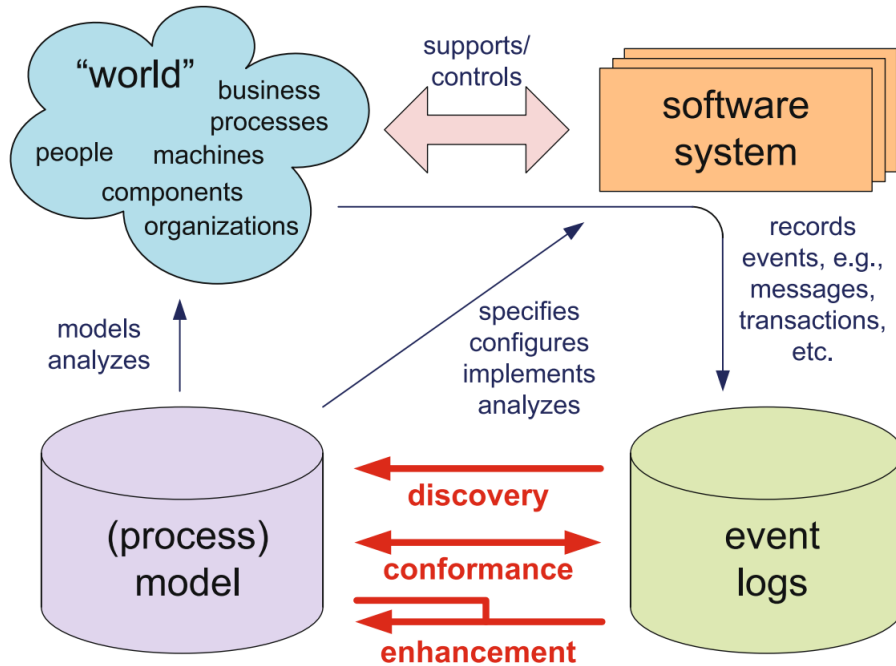 “world”
business
processes
people
machines
components
organizations
supports/
controls
software
system
records
events, e.g.,
messages,
transactions,
etc.
models
analyzes
specifies
configures
implements
analyzes
(process)
model
discovery
conformance
enhancement
event
logs